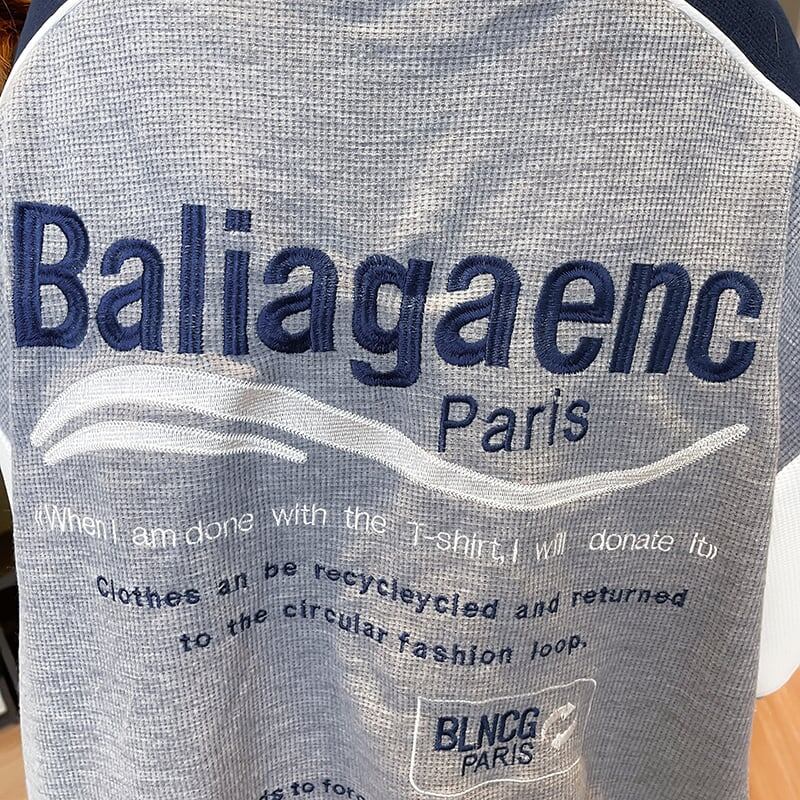 Baliagaenc
Paris
«When I am done with the T-shirt, I will donate it»
Clothes an be recycleycled and returned
to the circular fashion loop.
BLNCG
PARIS
to